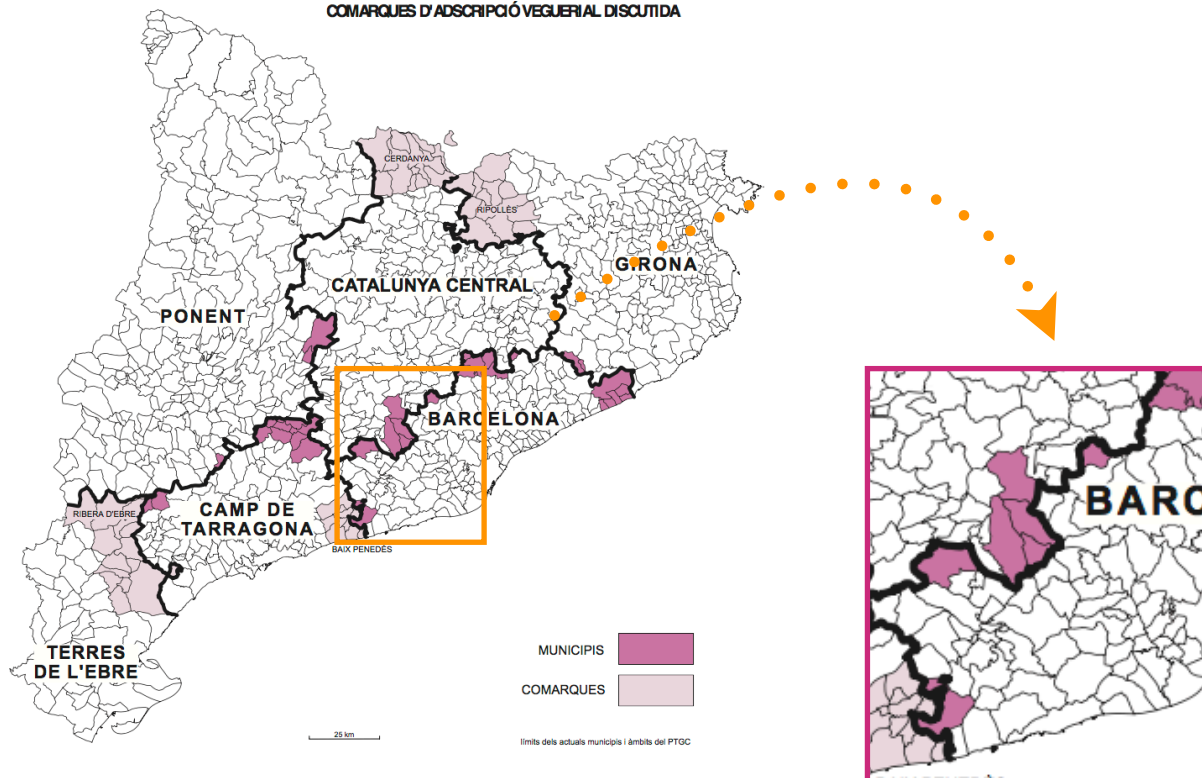 COMARQUES D'ADSCRIPCIÓ VEGUERIAL DISCUTIDA
CERDANYA
RIPOLLÈS
GIRONA
CATALUNYA CENTRAL
PONENT
BARCELONA
RIBERA D'EBRE
CAMP DE
TARRAGONA
BAIX PENEDÈS
BARC
TERRES
DE L'EBRE
MUNICIPIS
COMARQUES
25 km
límits dels actuals municipis i àmbits del PTGC